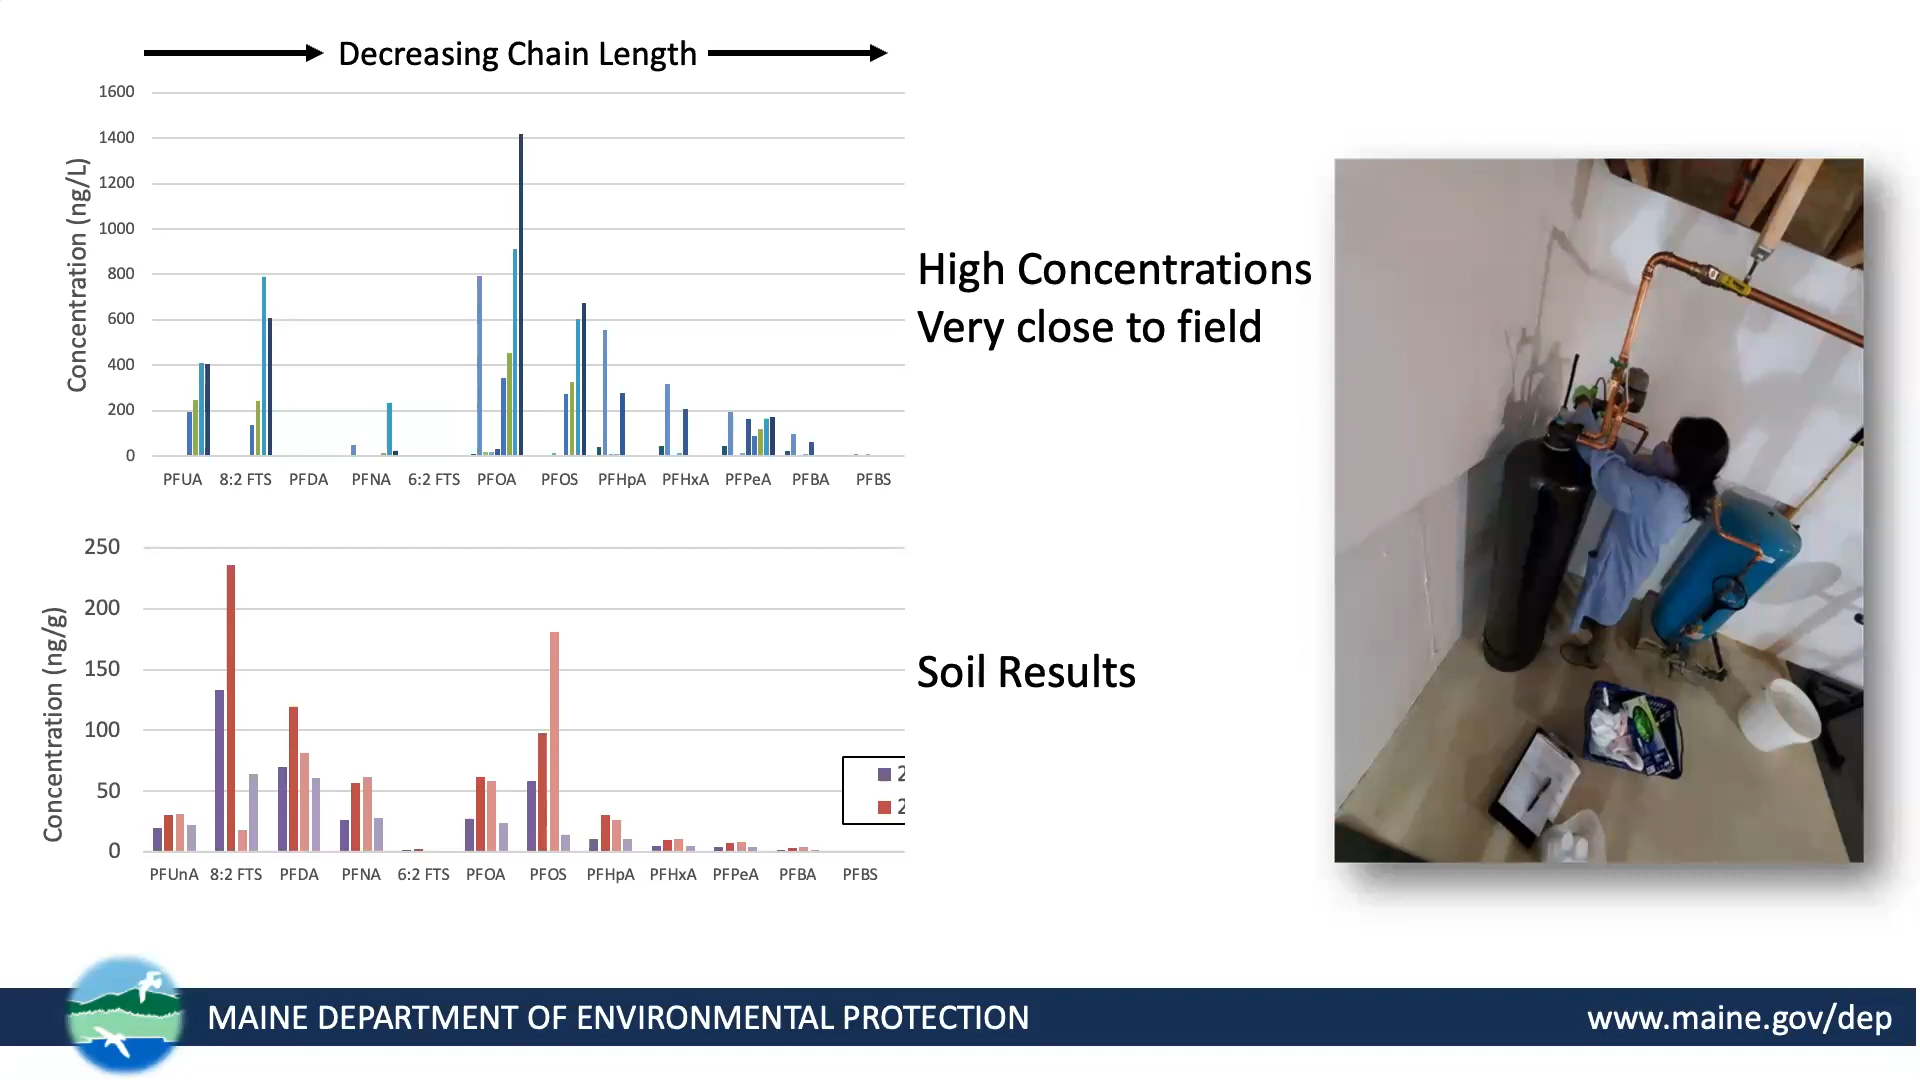 Decreasing Chain Length
Concentration (ng/L)
1600
1400
1200
1000
800
600
400
200
0
PFUA 8:2 FTS PFDA PFNA 6:2 FTS PFOA PFOS PFHpA PFHxA PFPeA PFBA PFBS
High Concentrations
Very close to field
Concentration (ng/g)
250
200
150
100
50
0
2
2
PFUnA 8:2 FTS PFDA PFNA 6:2 FTS PFOA PFOS PFHpA PFHxA PFPeA PFBA PFBS
Soil Results
MAINE DEPARTMENT OF ENVIRONMENTAL PROTECTION
www.maine.gov/dep